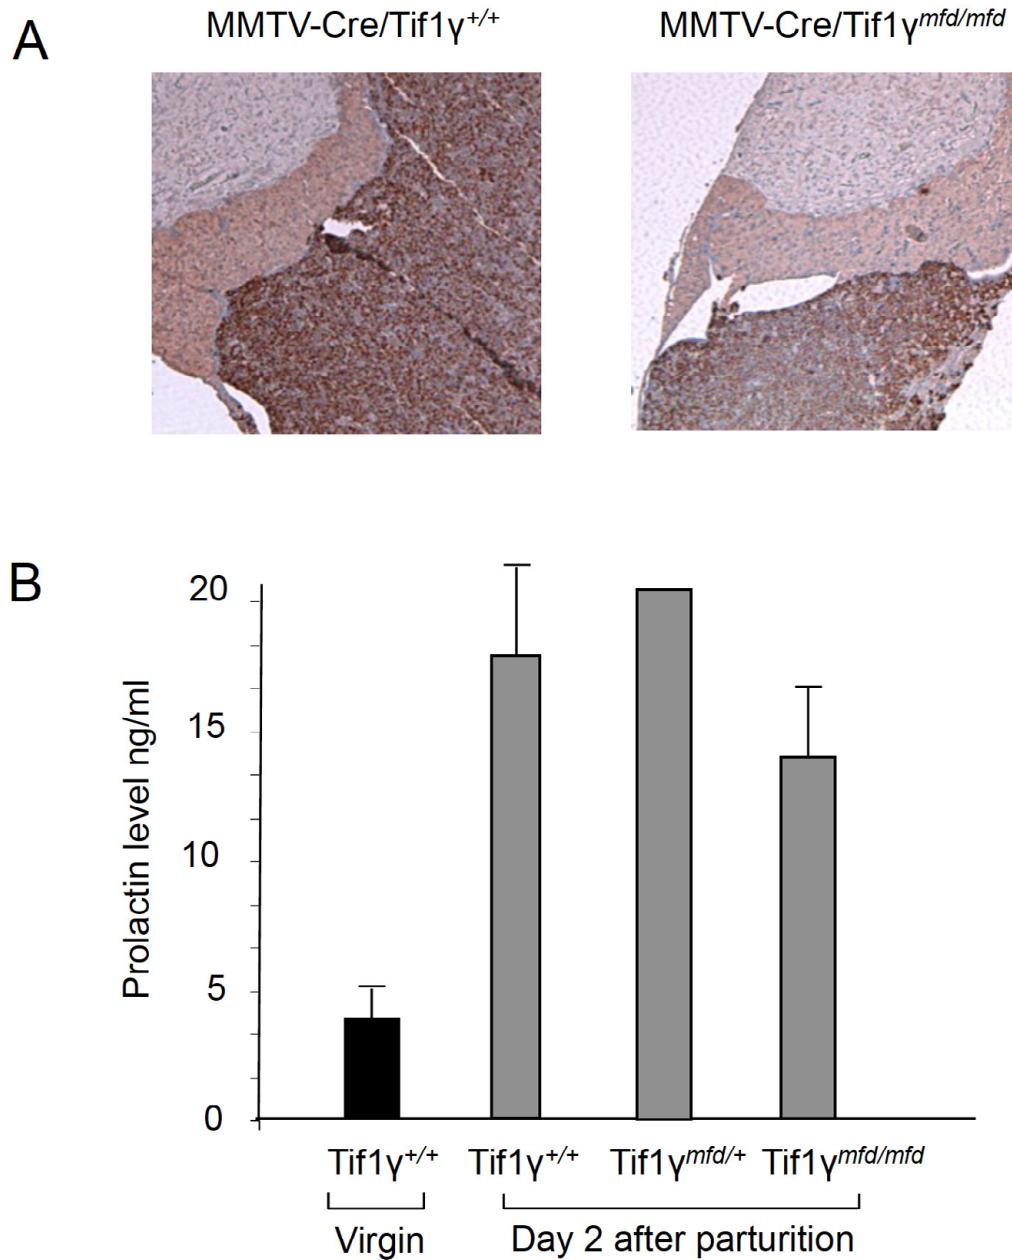 A
MMTV-Cre/Tif1γ+/+
MMTV-Cre/Tif1γmfd/mfd
B
Prolactin level ng/ml
20
15
10
5
0
Tif1γ+/+ Tif1γ+/+ Tif1γmfd/+ Tif1γmfd/mfd
Virgin
Day 2 after parturition